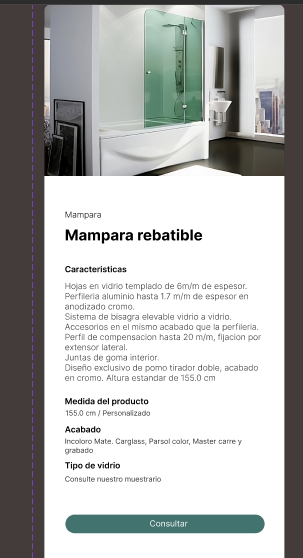 Mampara
Mampara rebatible
Caracteristicas
Hojas en vidrio templado de 6m/m de espesor.
Perfileria aluminio hasta 1.7 m/m de espesor en
anodizado cromo.
Sistema de bisagra elevable vidrio a vidrio.
Accesorios en el mismo acabado que la perfileria.
Perfil de compensacion hasta 20 m/m, fijacion por
extensor lateral.
Juntas de goma interior.
Diseño exclusivo de pomo tirador doble, acabado
en cromo. Altura estandar de 155.0 cm
Medida del producto
155.0 cm / Personalizado
Acabado
Incoloro Mate. Carglass, Parsol color, Master carre y
grabado
Tipo de vidrio
Consulte nuestro muestrario
Consultar